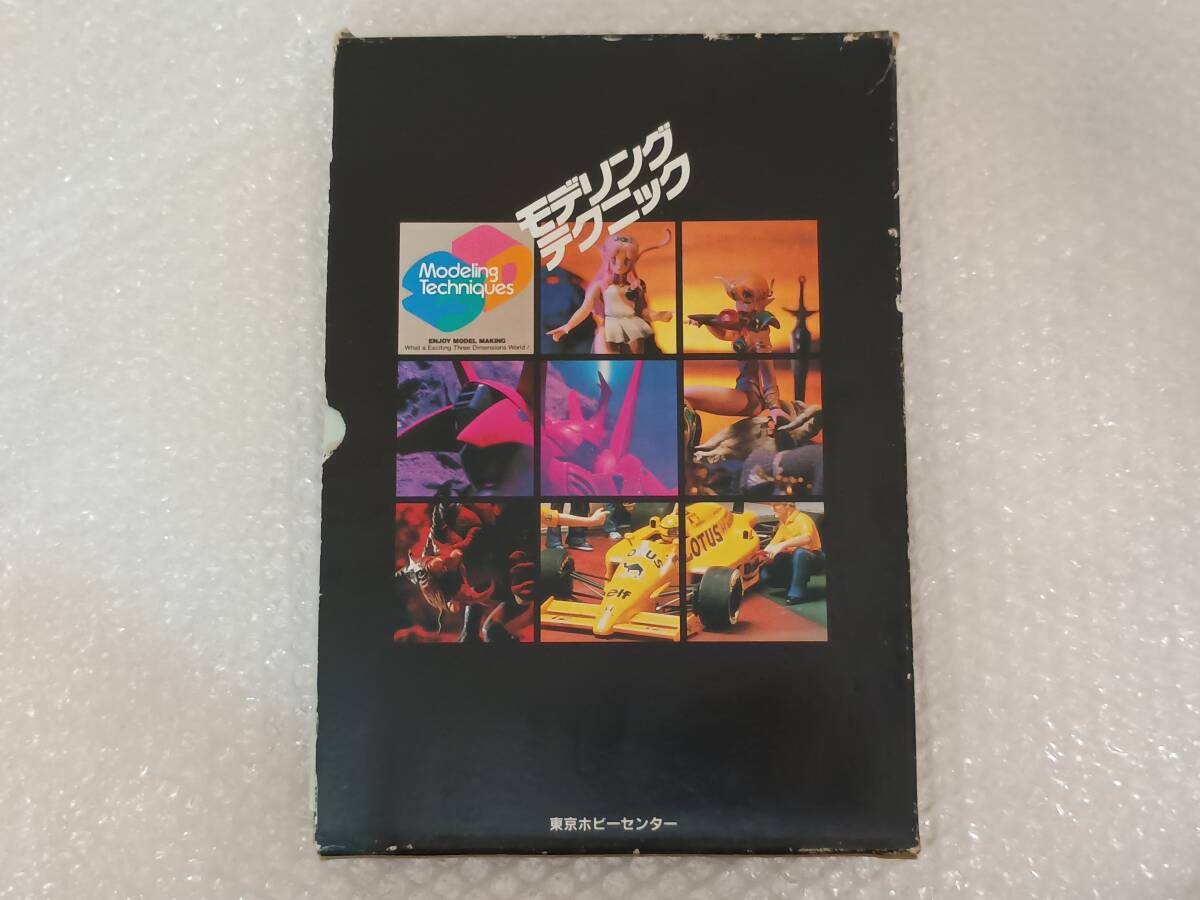 モデリング
テクニック
Modeling
Techniques
ENJOY MODEL MAKING
What a Exciting Three Dimensions World!
LOTUS
LOTUS
elf
東京ホビーセンター